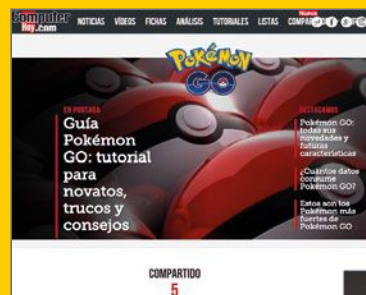 Computer
Hoy.com
NOTICIAS VÍDEOS FICHAS ANÁLISIS TUTORIALES LISTAS
Nuevo
POKÉMON
GO
EN PORTADA
Guía
Pokémon
GO: tutorial
para
novatos,
trucos y
consejos
DESTACAMOS
Pokémon GO:
todas sus
novedades y
futuras
características
¿Cuántos datos
consume
Pokémon GO?
Estos son los
Pokémon más
fuertes de
Pokémon GO
COMPARTIDO
5